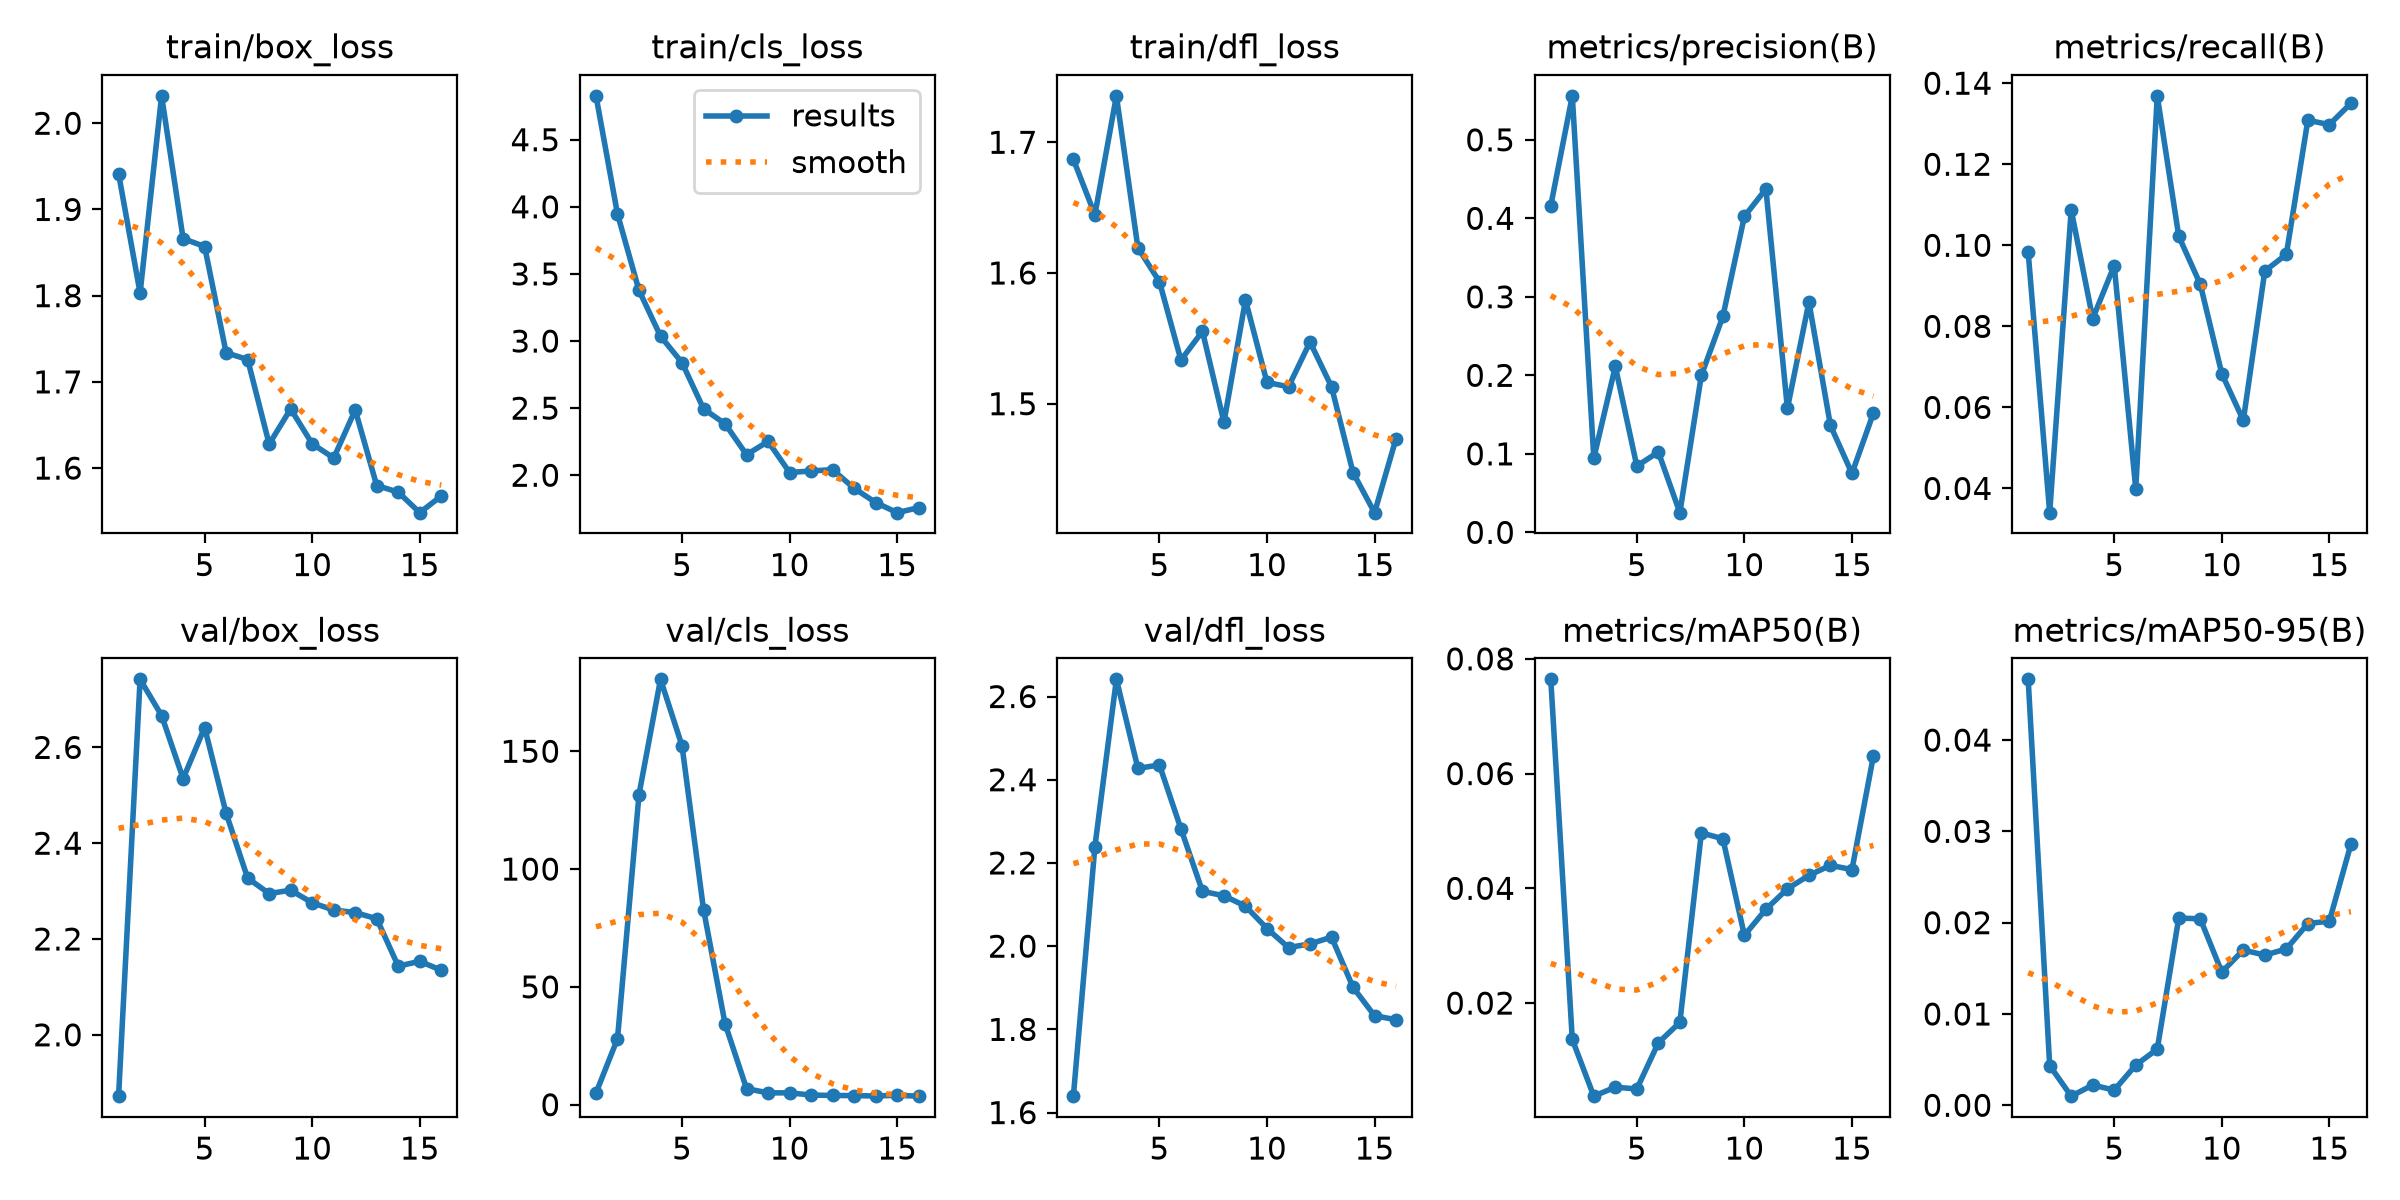 train/box_loss
train/cls_loss
train/dfl_loss
metrics/precision(B)
metrics/recall(B)
2.0
1.9
1.8
1.7
1.6
5 10 15
4.5
4.0
3.5
3.0
2.5
2.0
results
smooth
5 10 15
1.7
1.6
1.5
5 10 15
0.5
0.4
0.3
0.2
0.1
0.0
5 10 15
0.14
0.12
0.10
0.08
0.06
0.04
5 10 15
val/box_loss
val/cls_loss
val/dfl_loss
metrics/mAP50(B)
metrics/mAP50-95(B)
2.6
2.4
2.2
2.0
5 10 15
150
100
50
0
5 10 15
2.6
2.4
2.2
2.0
1.8
1.6
5 10 15
0.08
0.06
0.04
0.02
5 10 15
0.04
0.03
0.02
0.01
0.00
5 10 15